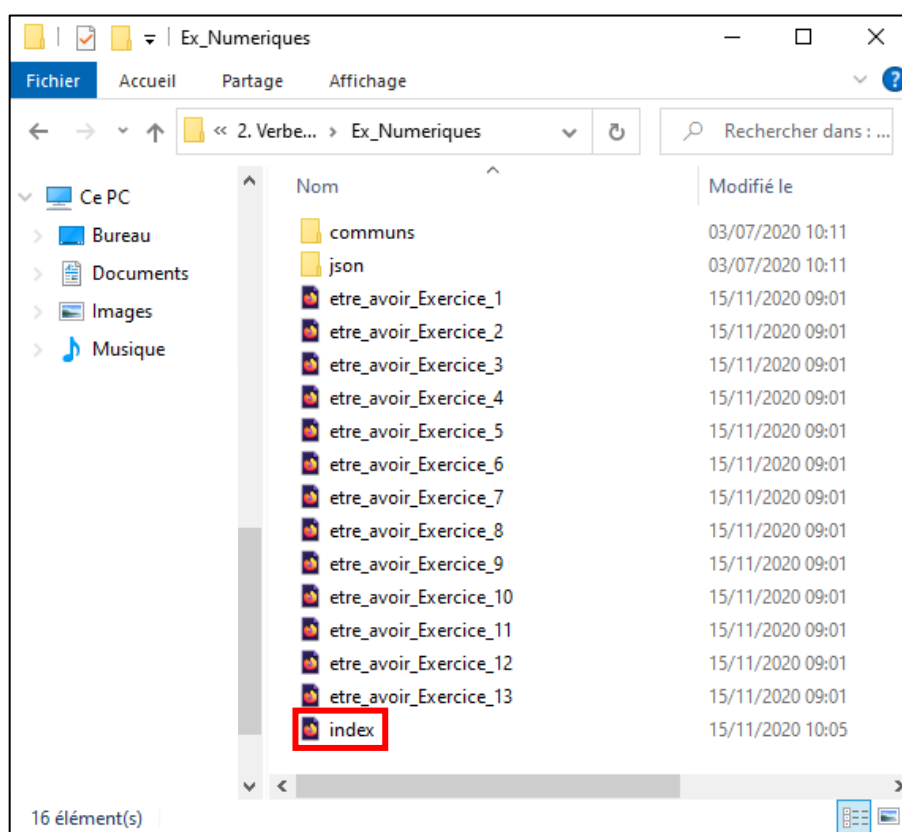 Ex_Numeriques
Fichier Accueil Partage Affichage ?
« 2. Verbe... › Ex_Numeriques Rechercher dans : ...
Nom Modifié le
Ce PC
Bureau
Documents
Images
Musique
communs 03/07/2020 10:11
json 03/07/2020 10:11
etre_avoir_Exercice_1 15/11/2020 09:01
etre_avoir_Exercice_2 15/11/2020 09:01
etre_avoir_Exercice_3 15/11/2020 09:01
etre_avoir_Exercice_4 15/11/2020 09:01
etre_avoir_Exercice_5 15/11/2020 09:01
etre_avoir_Exercice_6 15/11/2020 09:01
etre_avoir_Exercice_7 15/11/2020 09:01
etre_avoir_Exercice_8 15/11/2020 09:01
etre_avoir_Exercice_9 15/11/2020 09:01
etre_avoir_Exercice_10 15/11/2020 09:01
etre_avoir_Exercice_11 15/11/2020 09:01
etre_avoir_Exercice_12 15/11/2020 09:01
etre_avoir_Exercice_13 15/11/2020 09:01
index 15/11/2020 10:05
16 élément(s)